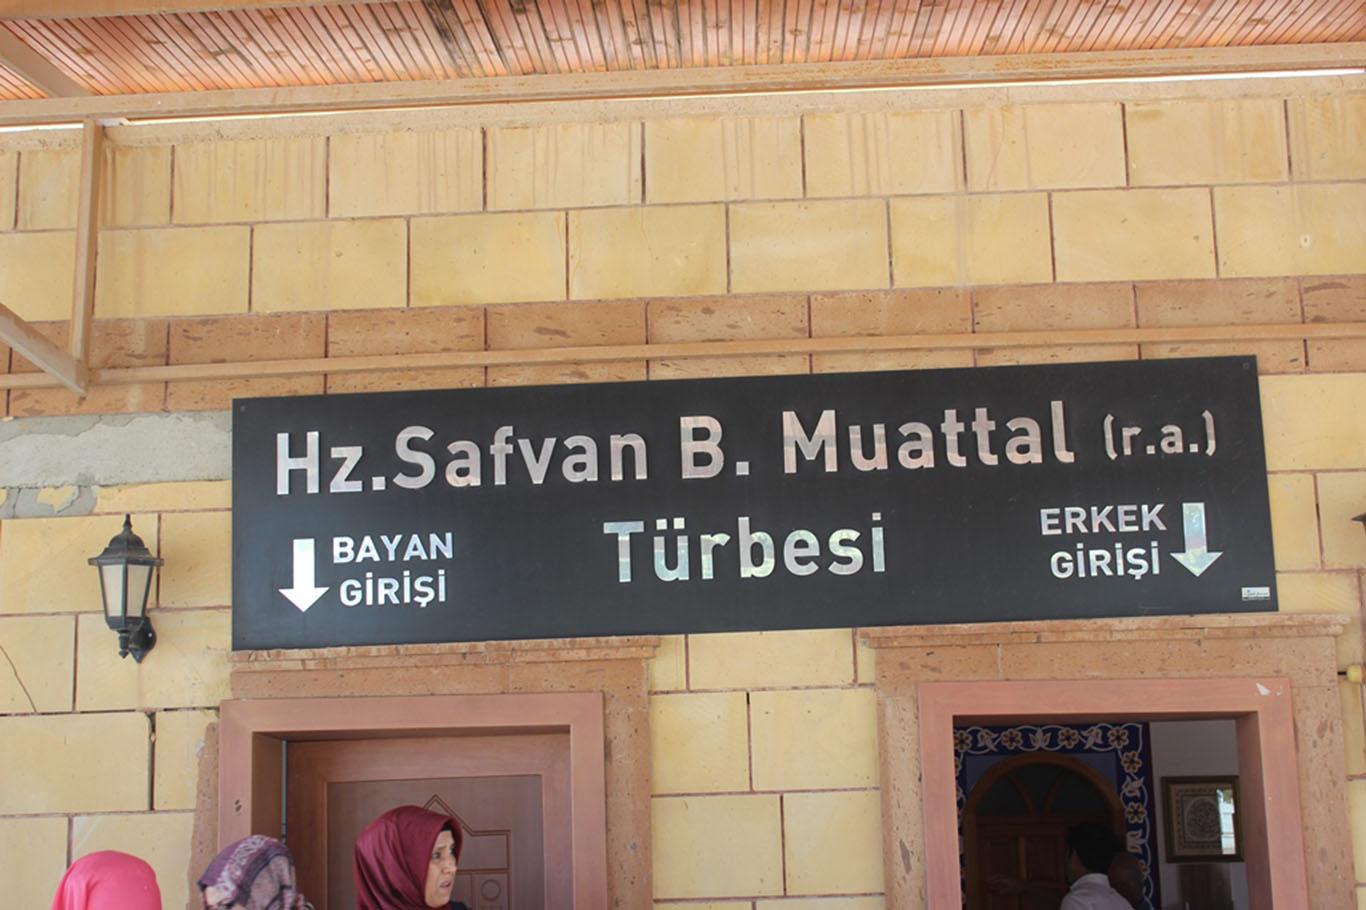 Hz.Safvan B. Muattal (r.a.)
Türbesi
BAYAN
GİRİŞİ
ERKEK
GİRİŞİ